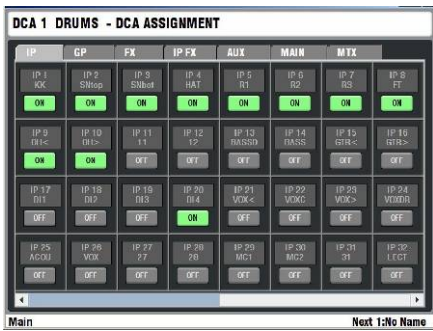 DCA 1 DRUMS - DCA ASSIGNMENT
IP GP FX IP FX AUX MAIN MTX
IP 1 IP 2 IP 3 IP 4 IP 5 IP 6 IP 7 IP 8
KK SNtop SNbot HAT R1 R2 R3 FT
ON ON ON ON ON ON ON ON
IP 9 IP 10 IP 11 IP 12 IP 13 IP 14 IP 15 IP 16
OH< OH> 11 12 BASSD BASS GTR< GTR>
ON ON OFF OFF OFF OFF OFF OFF
IP 17 IP 18 IP 19 IP 20 IP 21 IP 22 IP 23 IP 24
DI1 DI2 DI3 DI4 VOX< VOXC VOX> VOXDR
OFF OFF OFF ON OFF OFF OFF OFF
IP 25 IP 26 IP 27 IP 28 IP 29 IP 30 IP 31 IP 32
ACOU VOX 27 28 MC1 MC2 31 LECT
OFF OFF OFF OFF OFF OFF OFF OFF
Main Next 1:No Name